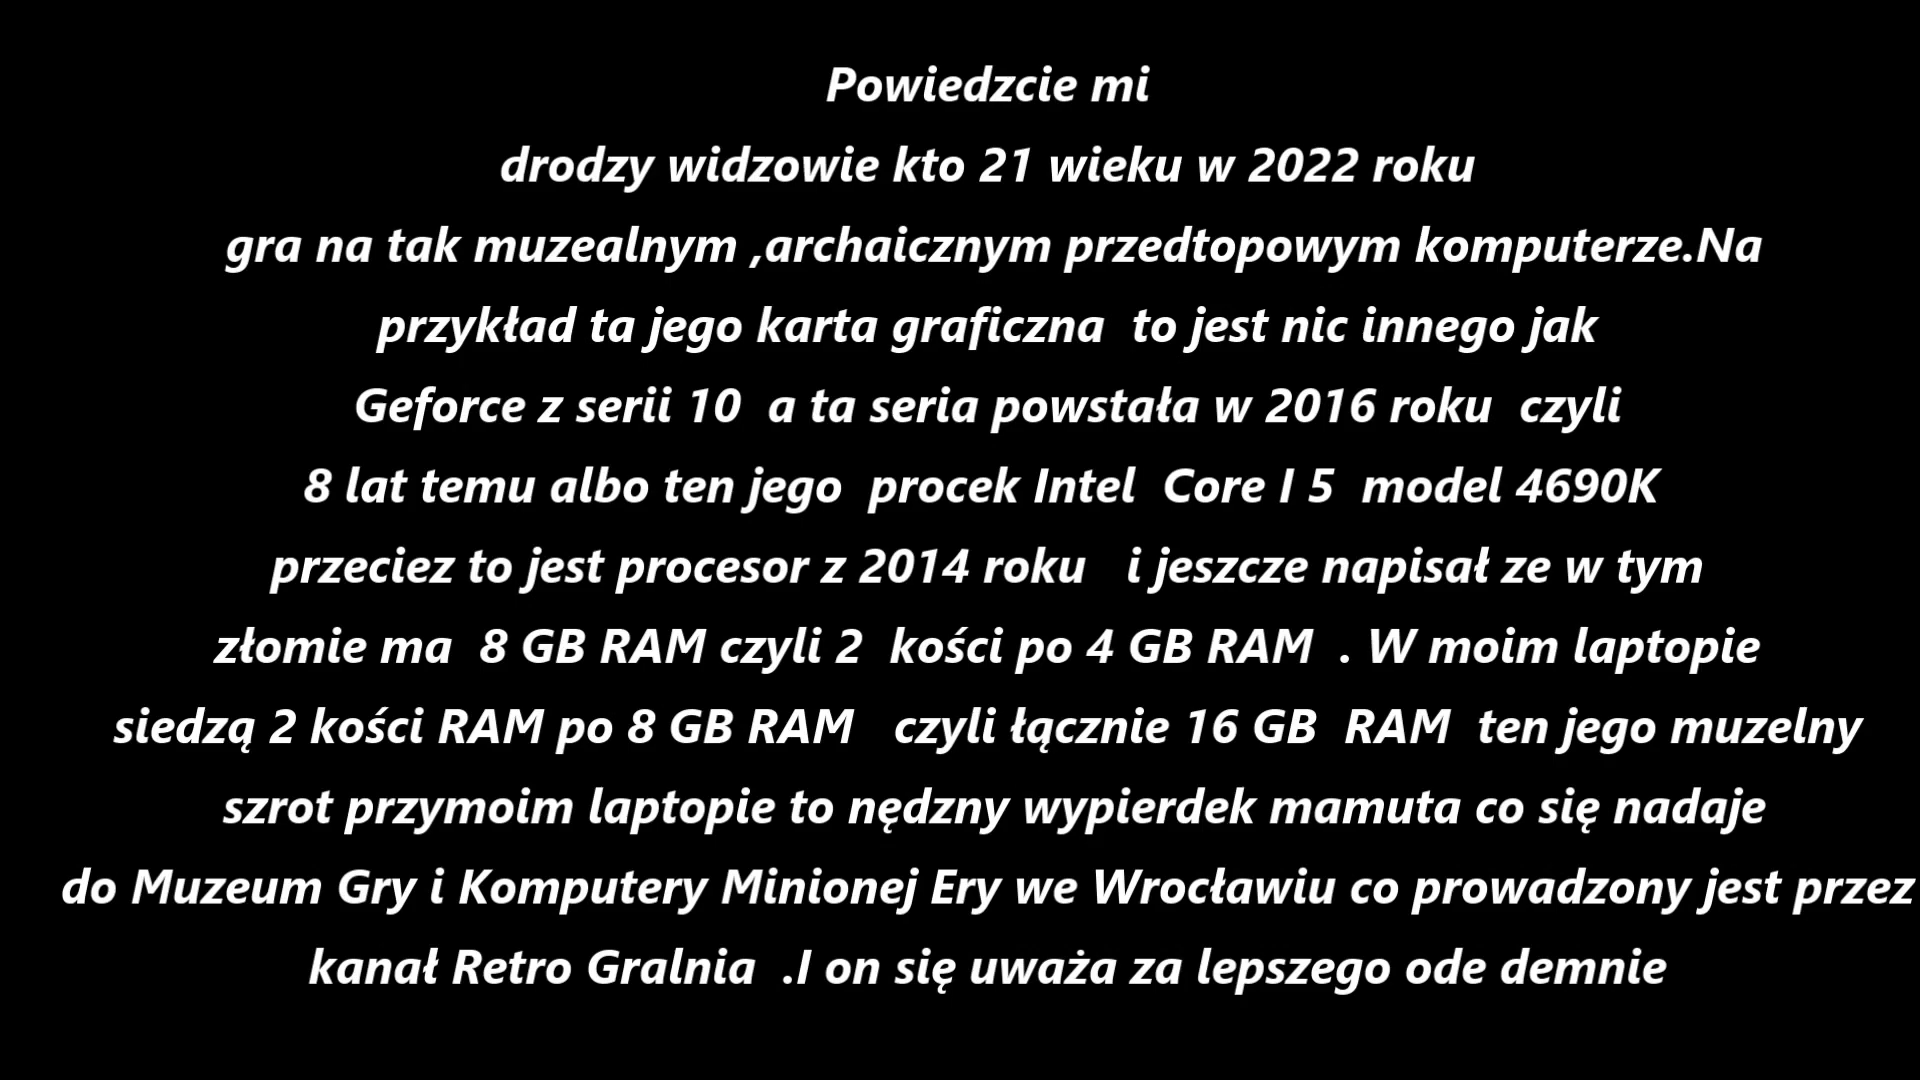 Powiedzcie mi
drodzy widzowie kto 21 wieku w 2022 roku
gra na tak muzealnym ,archaicznym przedtopowym komputerze.Na
przykład ta jego karta graficzna  to jest nic innego jak
Geforce z serii 10  a ta seria powstała w 2016 roku  czyli
8 lat temu albo ten jego  procek Intel  Core I 5  model 4690K
przeciez to jest procesor z 2014 roku   i jeszcze napisał ze w tym
złomie ma  8 GB RAM czyli 2  kości po 4 GB RAM  . W moim laptopie
siedzą 2 kości RAM po 8 GB RAM   czyli łącznie 16 GB  RAM  ten jego muzelny
szrot przymoim laptopie to nędzny wypierdek mamuta co się nadaje
do Muzeum Gry i Komputery Minionej Ery we Wrocławiu co prowadzony jest przez
kanał Retro Gralnia  .I on się uważa za lepszego ode demnie